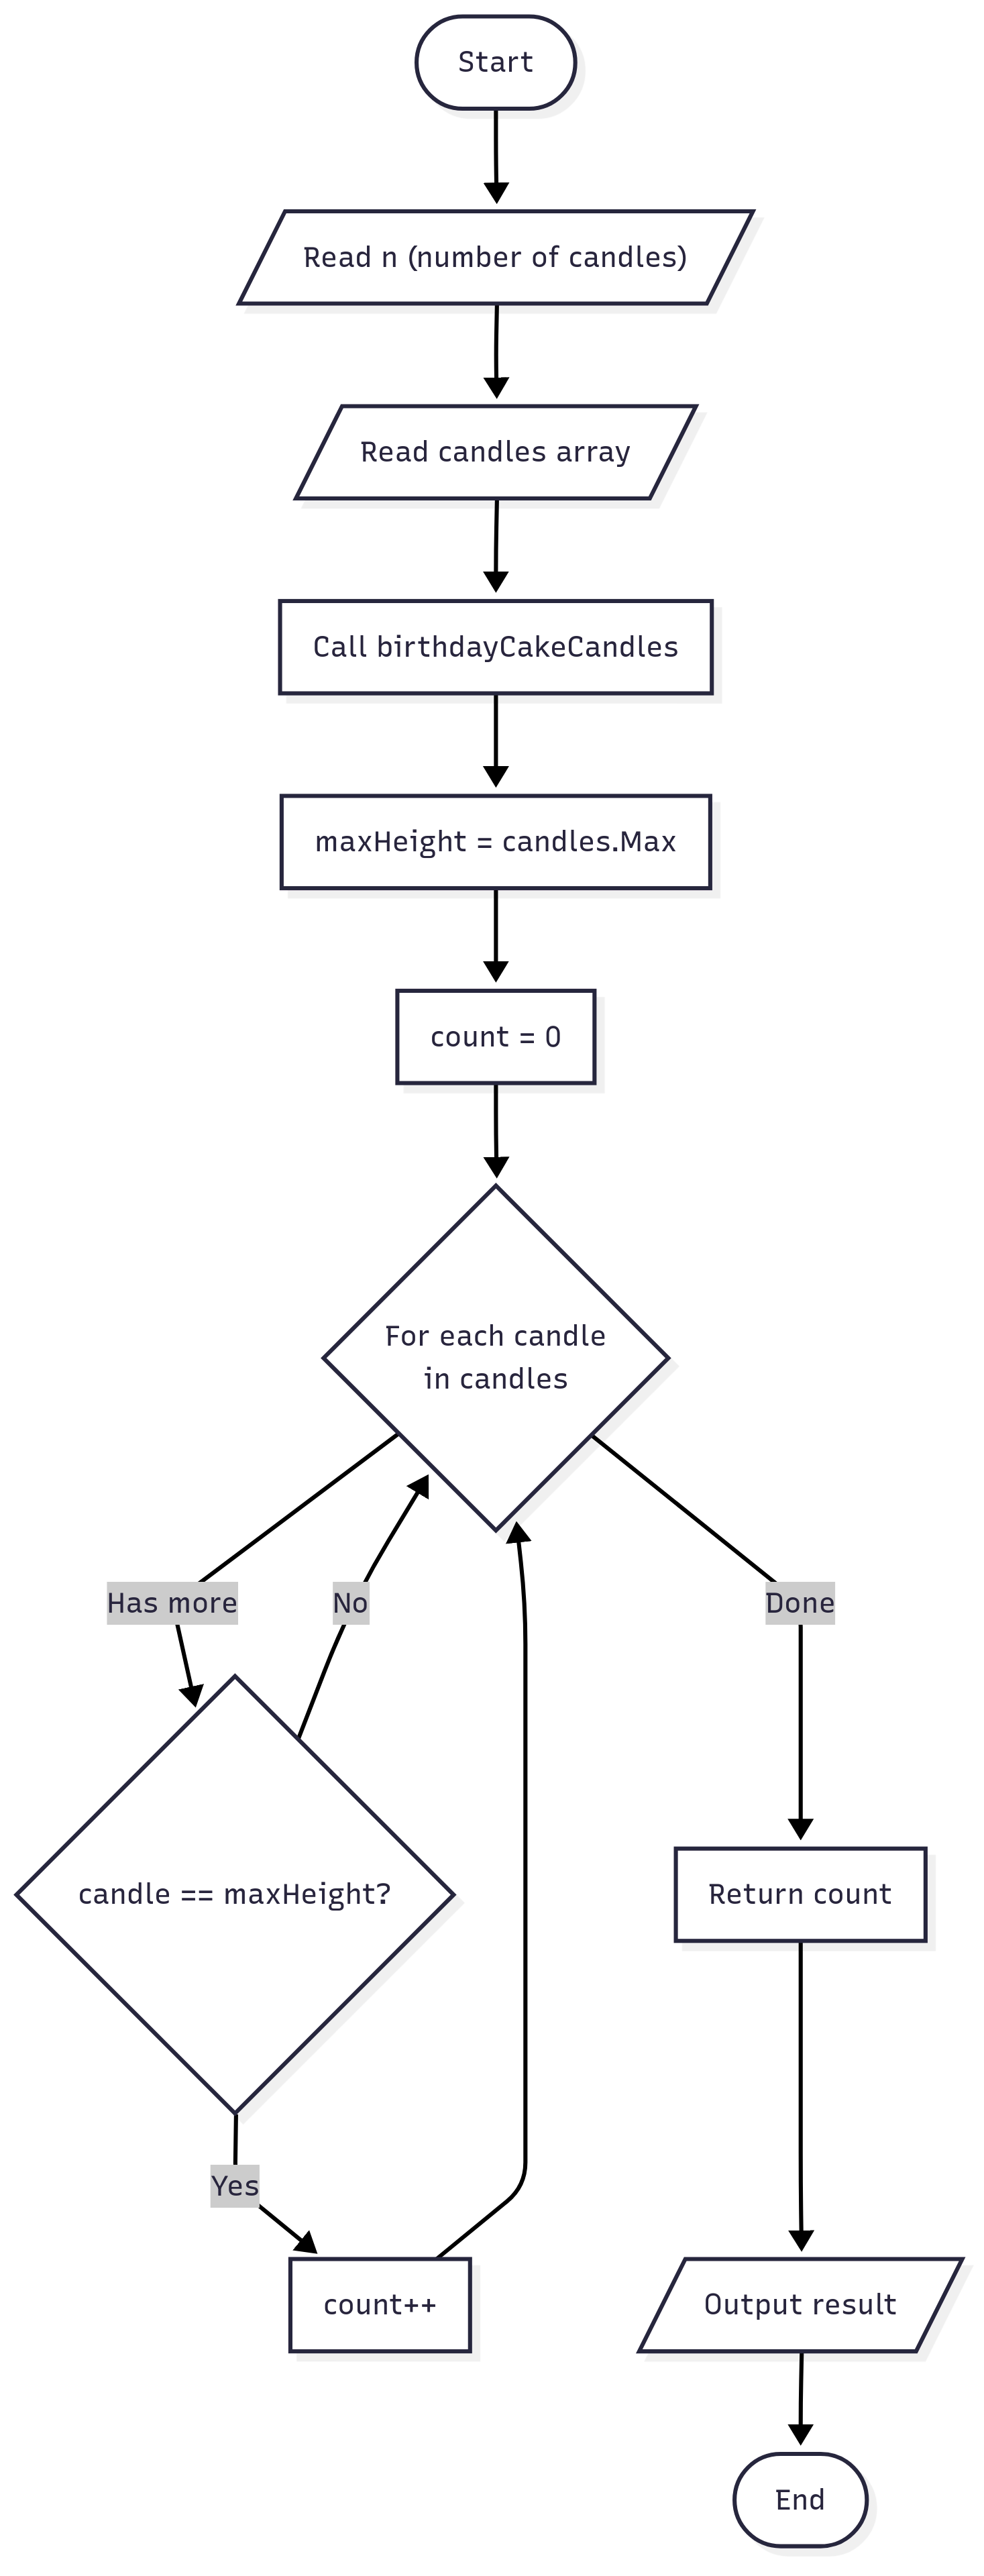 Start
Read n (number of candles)
Read candles array
Call birthdayCakeCandles
maxHeight = candles.Max
count = 0
For each candle
in candles
Has more
No
Done
candle == maxHeight?
Return count
Yes
count++
Output result
End